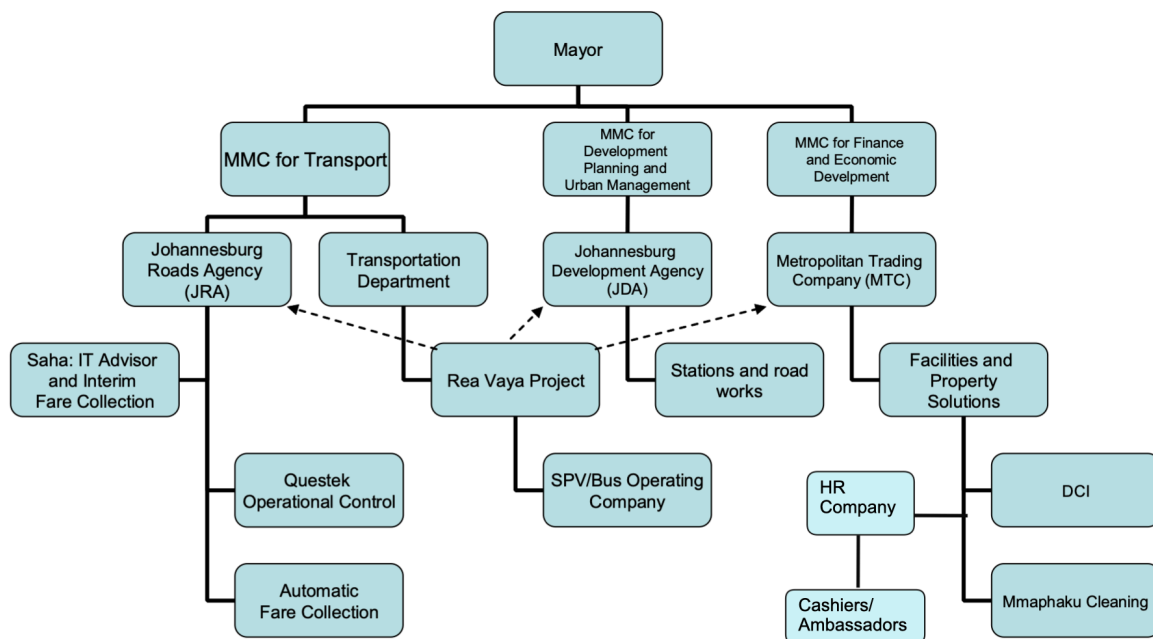 Mayor
MMC for Transport
MMC for
Development
Planning and
Urban Management
MMC for Finance
and Economic
Develpment
Johannesburg
Roads Agency
(JRA)
Transportation
Department
Johannesburg
Development Agency
(JDA)
Metropolitan Trading
Company (MTC)
Saha: IT Advisor
and Interim
Fare Collection
Rea Vaya Project
Stations and road
works
Facilities and
Property
Solutions
Questek
Operational Control
SPV/Bus Operating
Company
HR
Company
DCI
Automatic
Fare Collection
Cashiers/
Ambassadors
Mmaphaku Cleaning